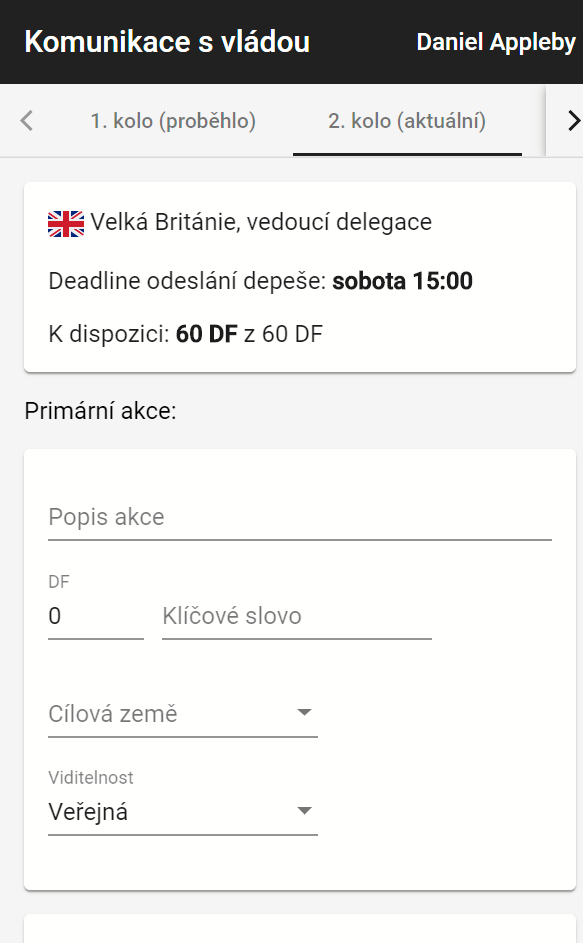 Komunikace s vládou
Daniel Appleby
1. kolo (proběhlo)
2. kolo (aktuální)
Velká Británie, vedoucí delegace
Deadline odeslání depeše: sobota 15:00
K dispozici: 60 DF z 60 DF
Primární akce:
Popis akce
DF
0
Klíčové slovo
Cílová země
Viditelnost
Veřejná